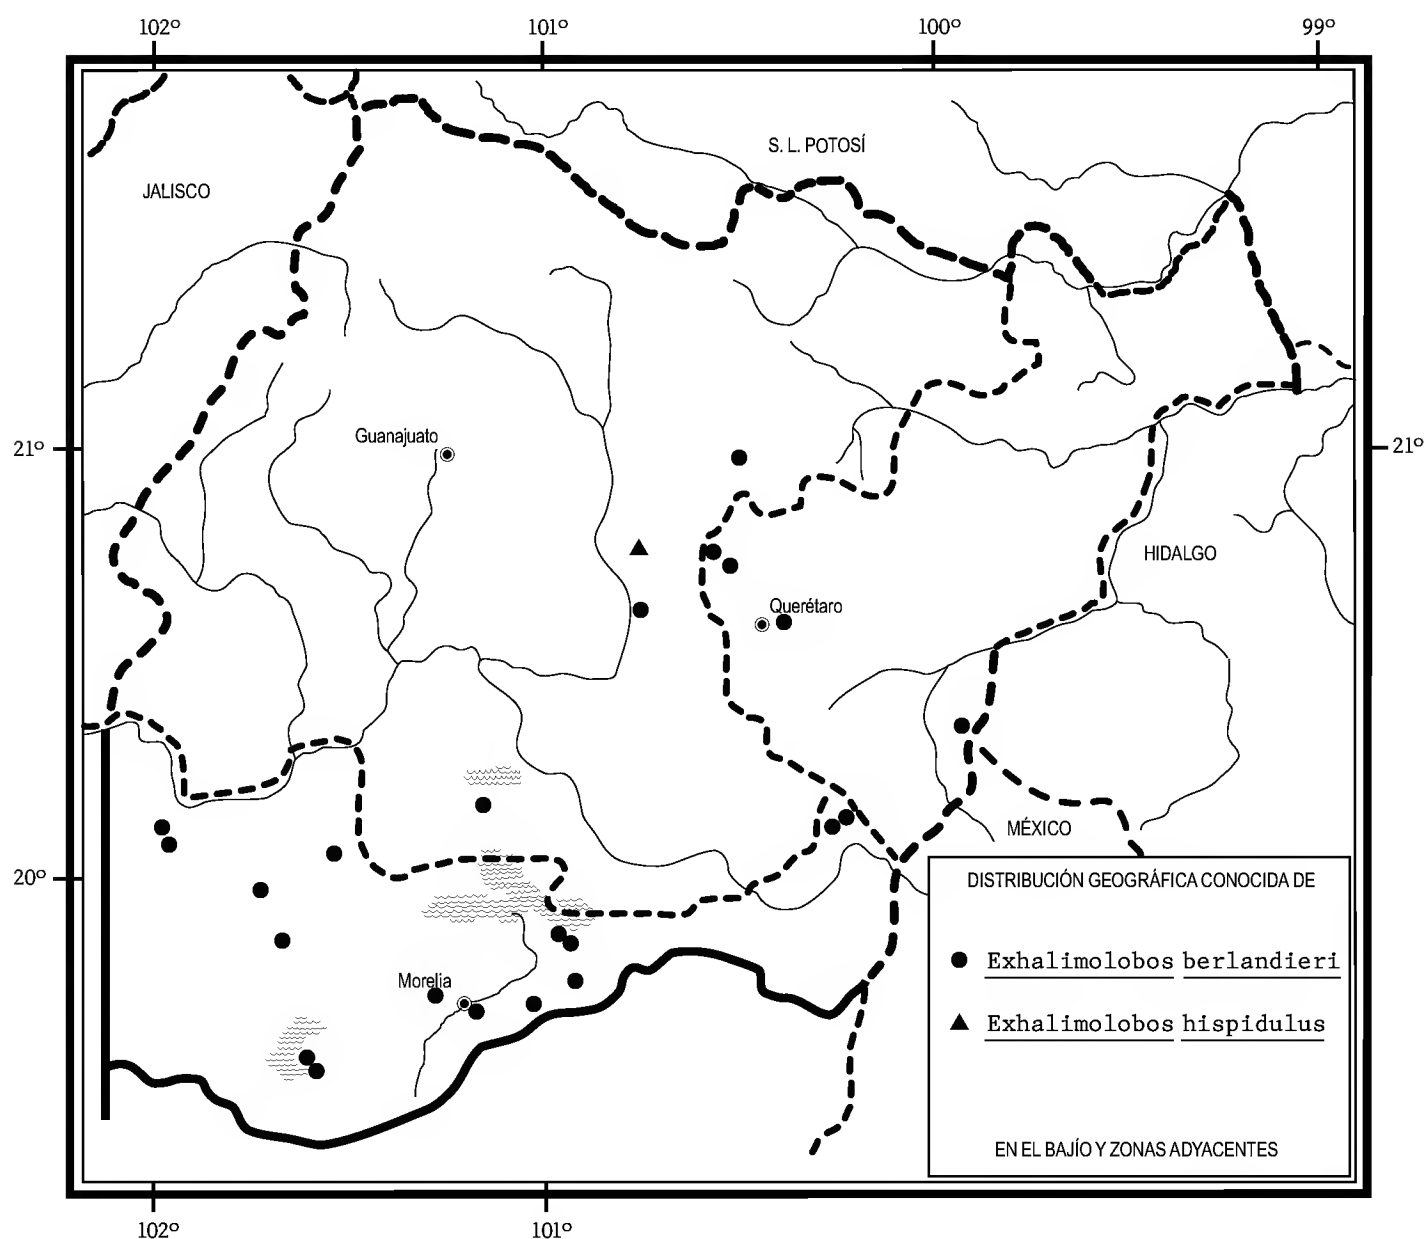 102° 101° 100° 99°
S. L. POTOSÍ
JALISCO
Guanajuato
21° 21°
HIDALGO
Querétaro
MÉXICO
20°
DISTRIBUCIÓN GEOGRÁFICA CONOCIDA DE
Exhalimolobos berlandieri
Morelia
Exhalimolobos hispidulus
EN EL BAJÍO Y ZONAS ADYACENTES
102° 101°